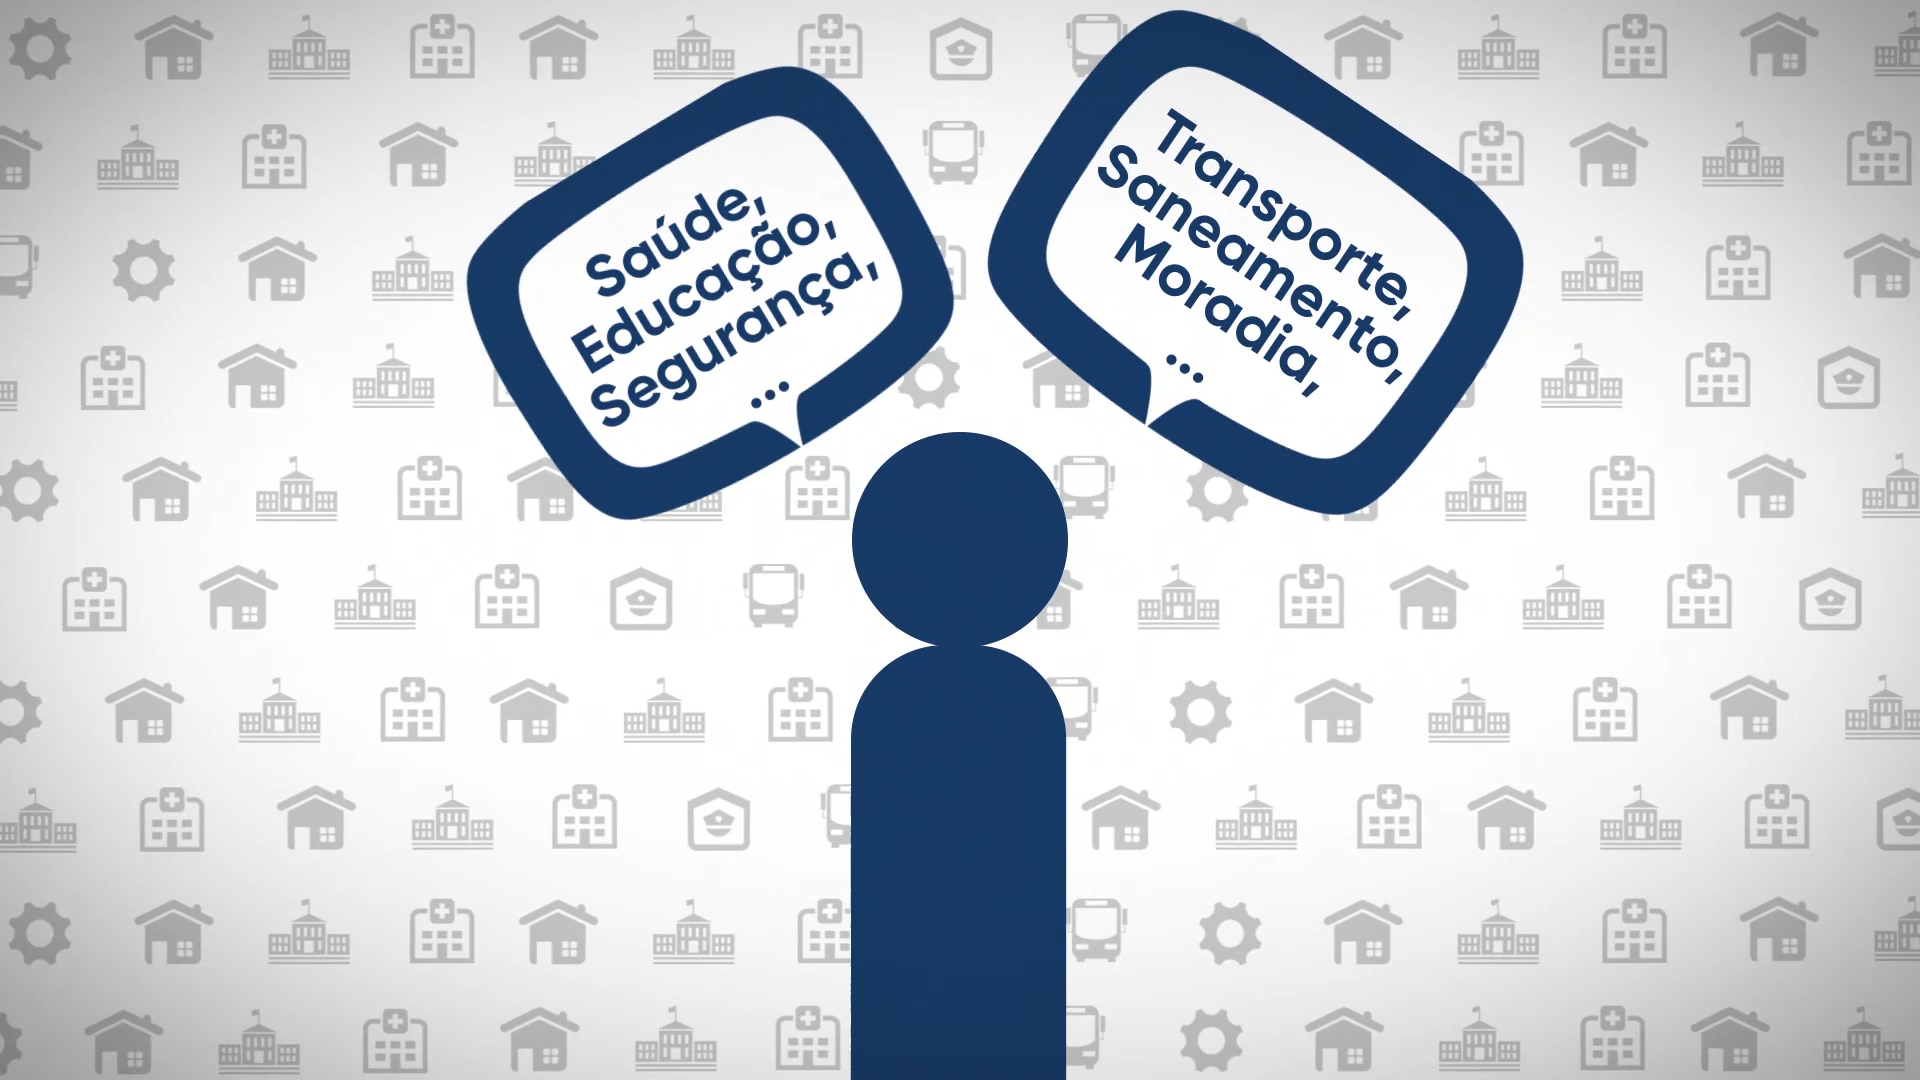 Saúde,
Educação,
Segurança,
...
Transporte,
Saneamento,
Moradia,
...